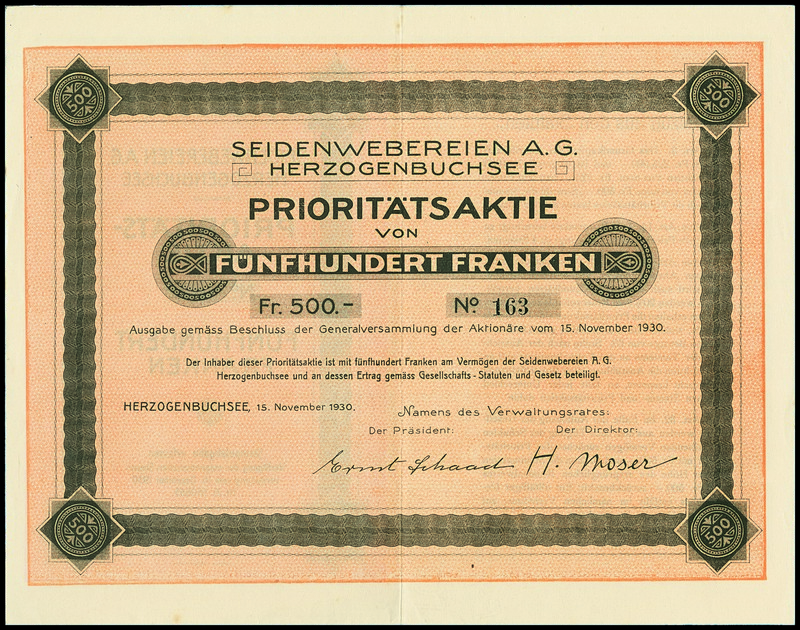 500 500
SEIDENWEBEREIEN A.G.
HERZOGENBUCHSEE
PRIORITÄTSAKTIE
VON
FÜNFHUNDERT FRANKEN
Fr. 500.- Nº 163
Ausgabe gemäss Beschluss der Generalversammlung der Aktionäre vom 15. November 1930.
Der Inhaber dieser Prioritätsaktie ist mit fünfhundert Franken am Vermögen der Seidenwebereien A.G.
Herzogenbuchsee und an dessen Ertrag gemäss Gesellschafts-Statuten und Gesetz beteiligt.
HERZOGENBUCHSEE, 15. November 1930.
Namens des Verwaltungsrates:
Der Präsident: Der Direktor:
Ernst Schaad H. Moser
500 500